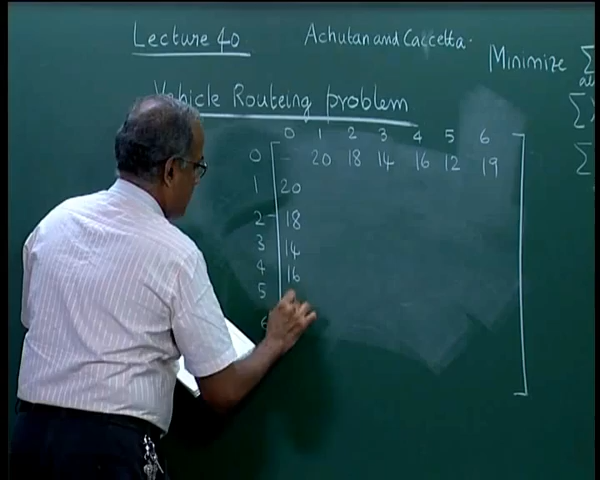 Lecture 40
Achutan and Caccetta.
Minimize Σ
Σ
Σ
Vehicle Routeing problem
0 1 2 3 4 5 6
0 - 20 18 14 16 12 19
1 20
2 18
3 14
4 16
5
6